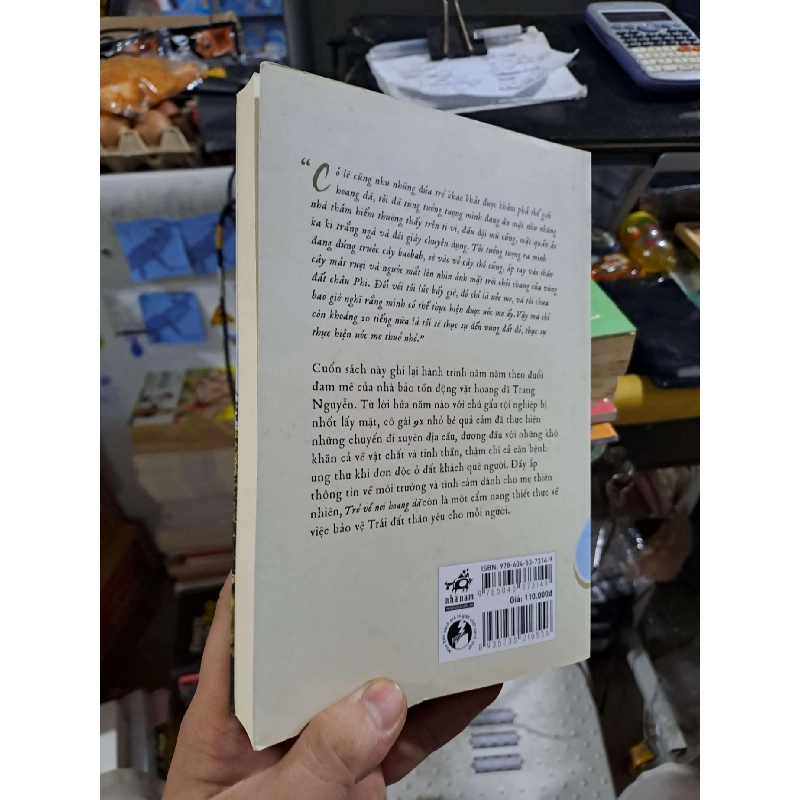 “Có lẽ cũng như những đứa trẻ khao khát được khám phá thế giới
hoang dã, tôi đã từng tưởng tượng mình đang ăn mặc như những
nhà thám hiểm thường thấy trên ti vi, đầu đội mũ cứng, mặc quần áo
ka ki trắng ngà và đôi giày chuyên dụng. Tôi tưởng tượng ra mình
đang đứng trước cây baobab, sờ vào vỏ cây thô cứng, áp tay vào thân
cây mát rượi và ngước mắt lên nhìn ánh mặt trời chói chang của vùng
đất châu Phi. Đối với tôi lúc bấy giờ, đó chỉ là ước mơ, và tôi chưa
bao giờ nghĩ rằng mình có thể thực hiện được ước mơ ấy. Vậy mà chỉ
còn khoảng 20 tiếng nữa là tôi sẽ thực sự đến vùng đất đó, thực sự
thực hiện ước mơ thuở nhỏ.”
Cuốn sách này ghi lại hành trình năm năm theo đuổi
đam mê của nhà bảo tồn động vật hoang dã Trang
Nguyễn. Từ lời hứa năm nào với chú gấu tội nghiệp bị
nhốt lấy mật, cô gái 9x nhỏ bé quả cảm đã thực hiện
những chuyến đi xuyên địa cầu, đương đầu với những khó
khăn cả về vật chất và tinh thần, thậm chí cả căn bệnh
ung thư khi đơn độc ở đất khách quê người. Đầy ắp
thông tin về môi trường và tình cảm dành cho mẹ thiên
nhiên, Trở về nơi hoang dã còn là một cẩm nang thiết thực về
việc bảo vệ Trái đất thân yêu cho mỗi người.
ISBN: 978-604-53-7314-9
9 786045 373149
nhã nam
Giá: 110.000đ
8 935235 216558